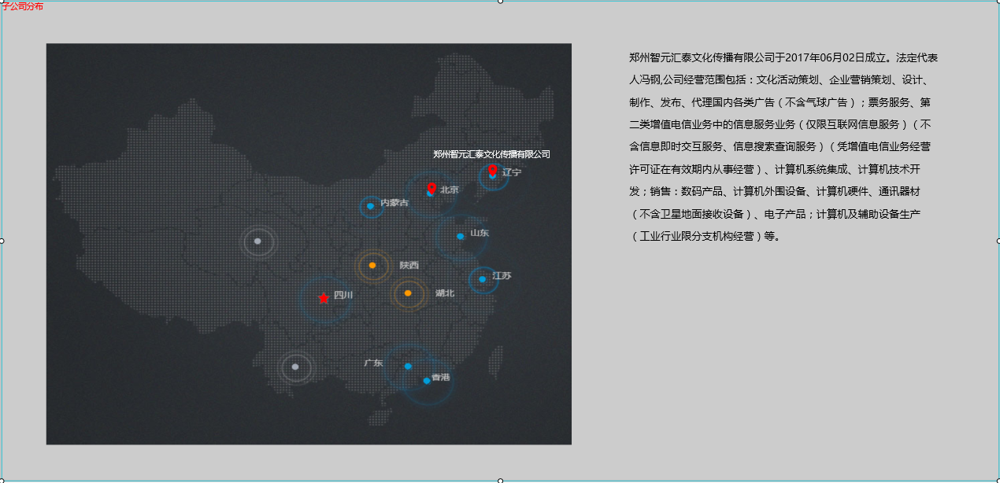 子公司分布
郑州智元汇泰文化传播有限公司
辽宁
北京
内蒙古
山东
陕西
江苏
四川
湖北
广东
香港
郑州智元汇泰文化传播有限公司于2017年06月02日成立。法定代表
人冯钢,公司经营范围包括：文化活动策划、企业营销策划、设计、
制作、发布、代理国内各类广告（不含气球广告）；票务服务、第
二类增值电信业务中的信息服务业务（仅限互联网信息服务）（不
含信息即时交互服务、信息搜索查询服务）（凭增值电信业务经营
许可证在有效期内从事经营）、计算机系统集成、计算机技术开
发；销售：数码产品、计算机外围设备、计算机硬件、通讯器材
（不含卫星地面接收设备）、电子产品；计算机及辅助设备生产
（工业行业限分支机构经营）等。